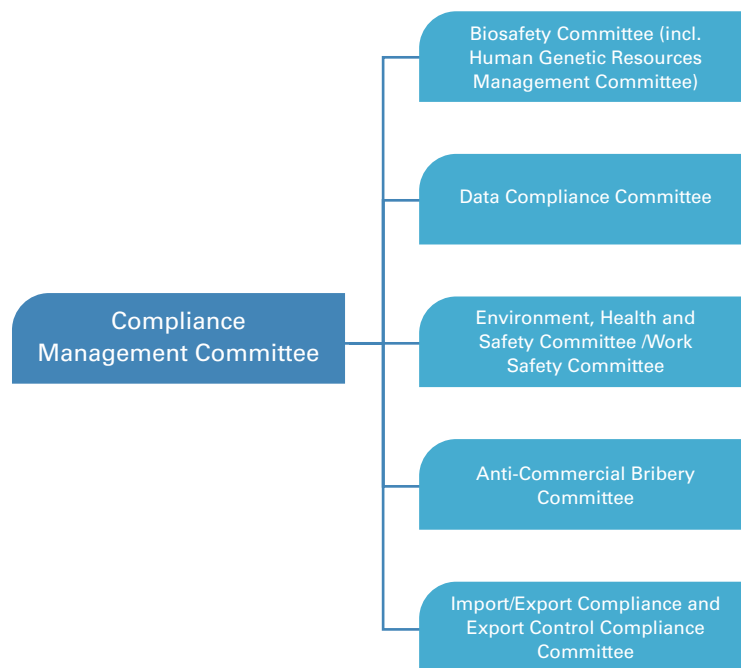 Biosafety Committee (incl.
Human Genetic Resources
Management Committee)
Data Compliance Committee
Compliance
Management Committee
Environment, Health and
Safety Committee /Work
Safety Committee
Anti-Commercial Bribery
Committee
Import/Export Compliance and
Export Control Compliance
Committee